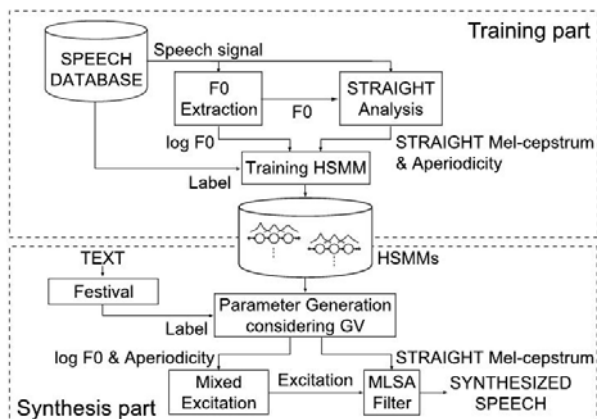 Training part
SPEECH
DATABASE
Speech signal
F0
Extraction
F0
STRAIGHT
Analysis
log F0
STRAIGHT Mel-cepstrum
& Aperiodicity
Label
Training HSMM
HSMMs
TEXT
Festival
Label
Parameter Generation
considering GV
log F0 & Aperiodicity
STRAIGHT Mel-cepstrum
Mixed
Excitation
Excitation
MLSA
Filter
SYNTHESIZED
SPEECH
Synthesis part